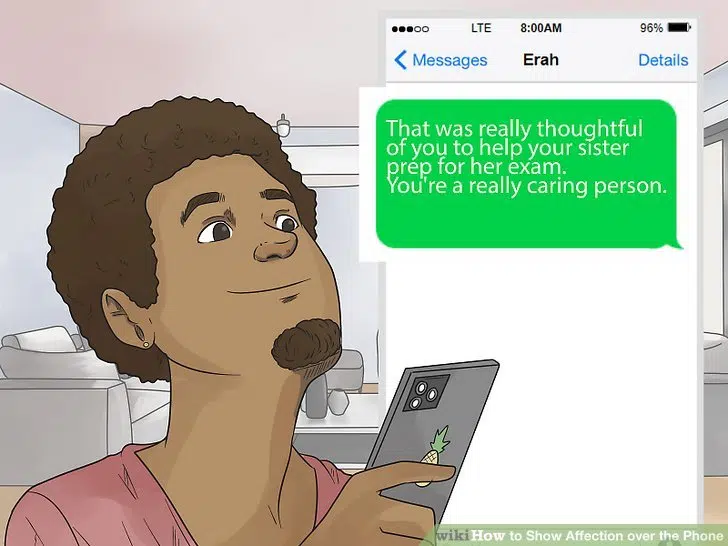 LTE 8:00AM 96%
Messages Erah Details
That was really thoughtful
of you to help your sister
prep for her exam.
You're a really caring person.
wikiHow to Show Affection over the Phone